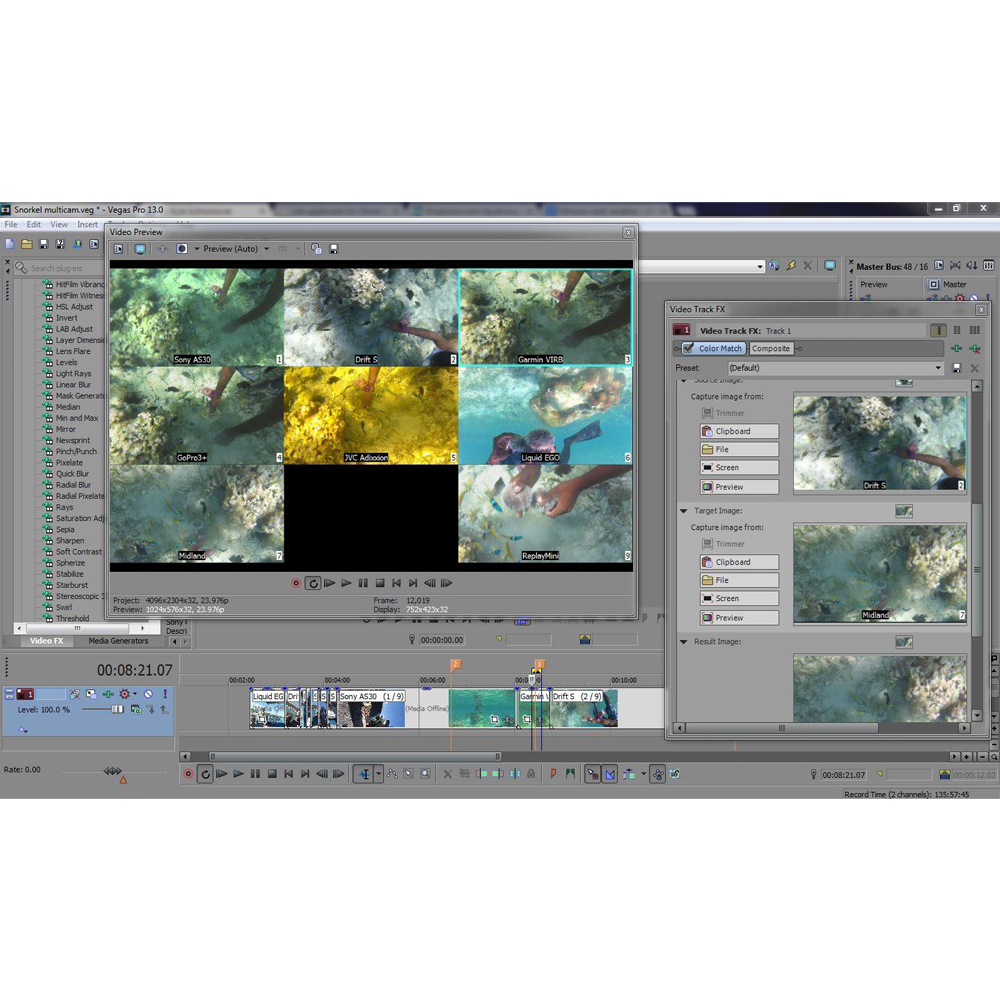 Snorkel multicam.veg * - Vegas Pro 13.0
File Edit View Insert
Video Preview
Search plug-ins
Preview (Auto)
Master Bus: 48 / 16
Preview
Master
HitFilm Vibranc
HitFilm Witness
HSL Adjust
Invert
LAB Adjust
Layer Dimensio
Lens Flare
Levels
Light Rays
Linear Blur
Mask Generato
Median
Min and Max
Mirror
Newsprint
Pinch/Punch
Pixelate
Quick Blur
Radial Blur
Radial Pixelate
Rays
Saturation Adj
Sepia
Sharpen
Soft Contrast
Spherize
Stabilize
Starburst
Stereoscopic 3
Swirl
Threshold
Sony AS30 1
Drift S 2
Garmin VIRB 3
GoPro3+ 4
JVC Adixxion 5
Liquid EGO 6
Midland 7
ReplayMini 9
Project: 4096x2304x32, 23.976p
Frame: 12,019
Preview: 1024x576x32, 23.976p
Display: 752x423x32
Video Track FX
1 Video Track FX: Track 1
Color Match Composite
Preset: (Default)
Source Image:
Capture image from:
Trimmer
Clipboard
File
Screen
Preview
Drift S 2
Target Image:
Capture image from:
Trimmer
Clipboard
File
Screen
Preview
Midland 7
Result Image:
Sony I
Descri
Video FX Media Generators
00:00:00.00
00:08:21.07
2 1
00:02:00 00:04:00 00:06:00 00:10:00
1
Level: 100.0 %
Liquid EG Dri S S Sony AS30 (1 / 9)
(Media Offline)
Garmin V Drift S (2 / 9)
Rate: 0.00
00:08:21.07
00:00:12.03
Record Time (2 channels): 135:57:45